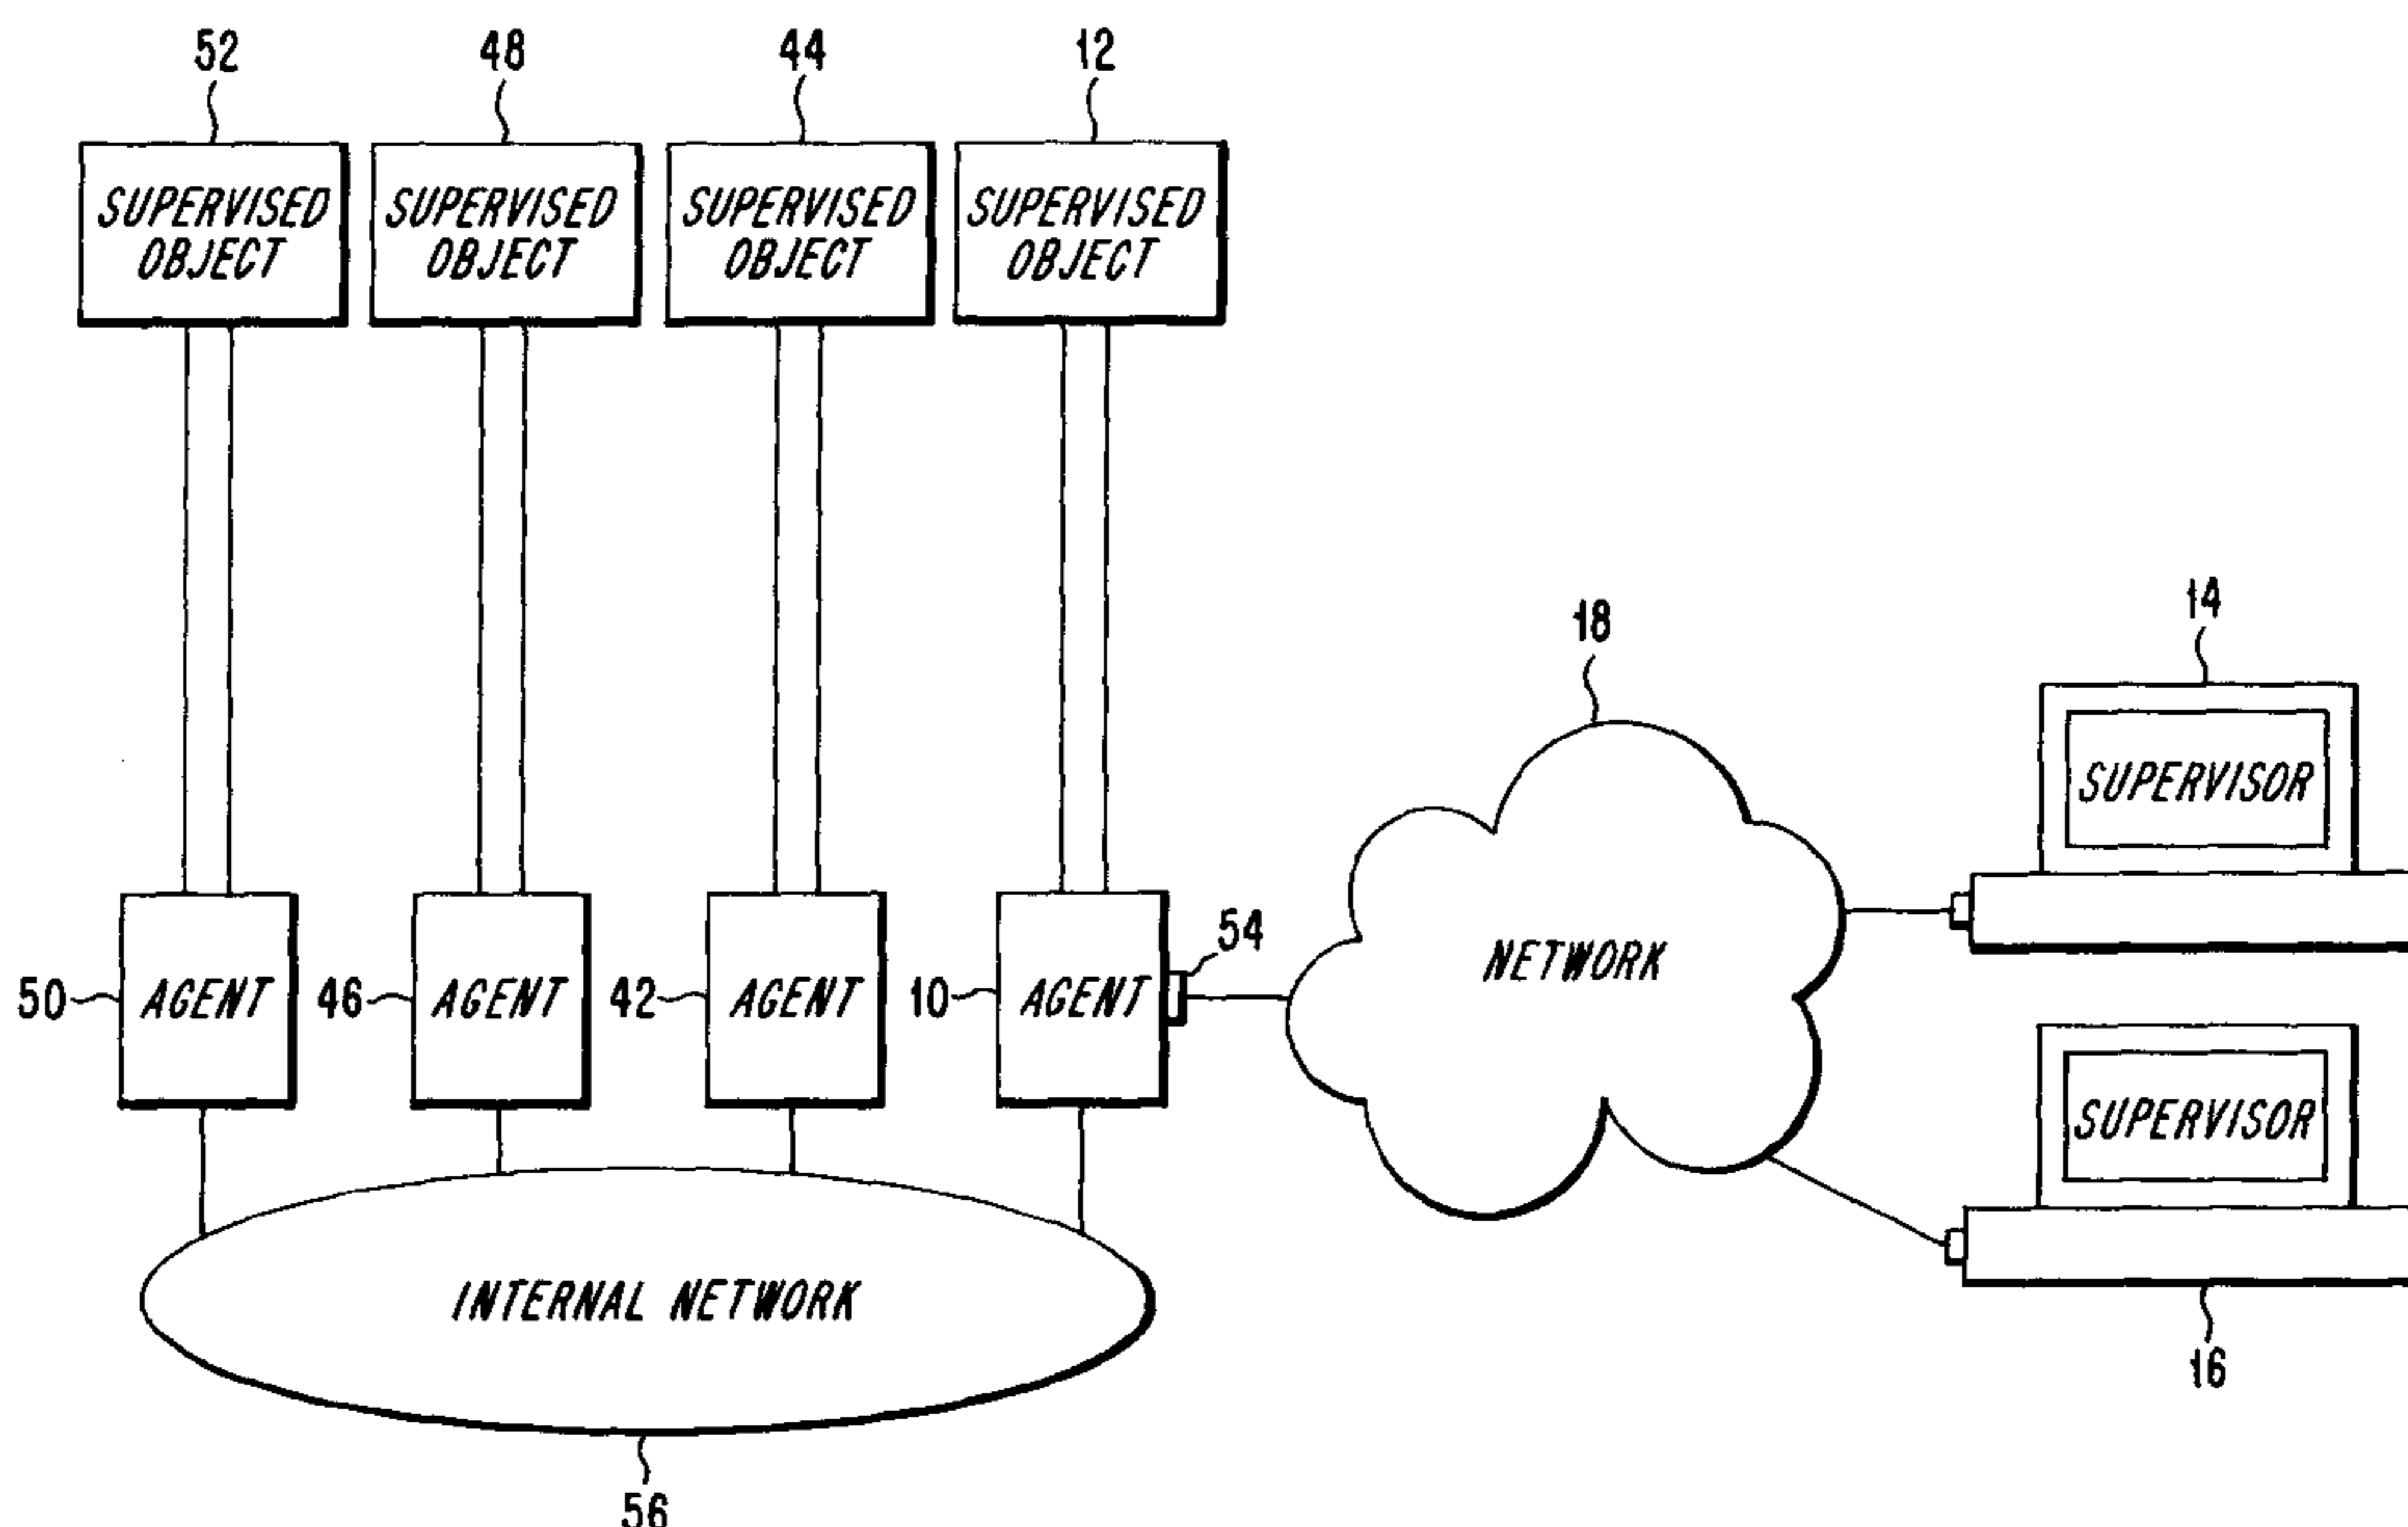 52
48
44
12
SUPERVISED
OBJECT
SUPERVISED
OBJECT
SUPERVISED
OBJECT
SUPERVISED
OBJECT
14
18
SUPERVISOR
54
NETWORK
50
AGENT
46
AGENT
42
AGENT
10
AGENT
SUPERVISOR
INTERNAL NETWORK
16
56